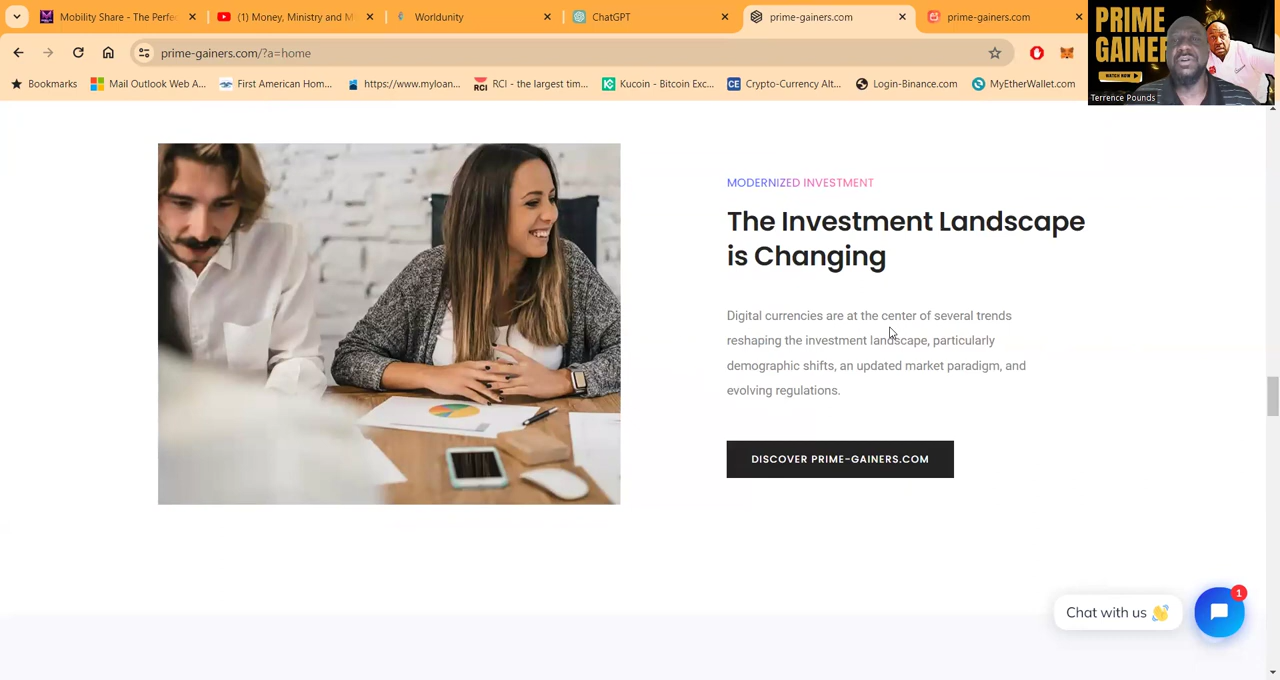 Mobility Share - The Perfe
(1) Money, Ministry and M
Worldunity
ChatGPT
prime-gainers.com
prime-gainers.com
prime-gainers.com/?a=home
Bookmarks
Mail Outlook Web A...
First American Hom...
https://www.myloan...
RCI - the largest tim...
Kucoin - Bitcoin Exc...
Crypto-Currency Alt...
Login-Binance.com
MyEtherWallet.com
PRIME
GAINER
WATCH NOW
Terrence Pounds
MODERNIZED INVESTMENT
The Investment Landscape
is Changing
Digital currencies are at the center of several trends
reshaping the investment landscape, particularly
demographic shifts, an updated market paradigm, and
evolving regulations.
DISCOVER PRIME-GAINERS.COM
Chat with us 👋
1